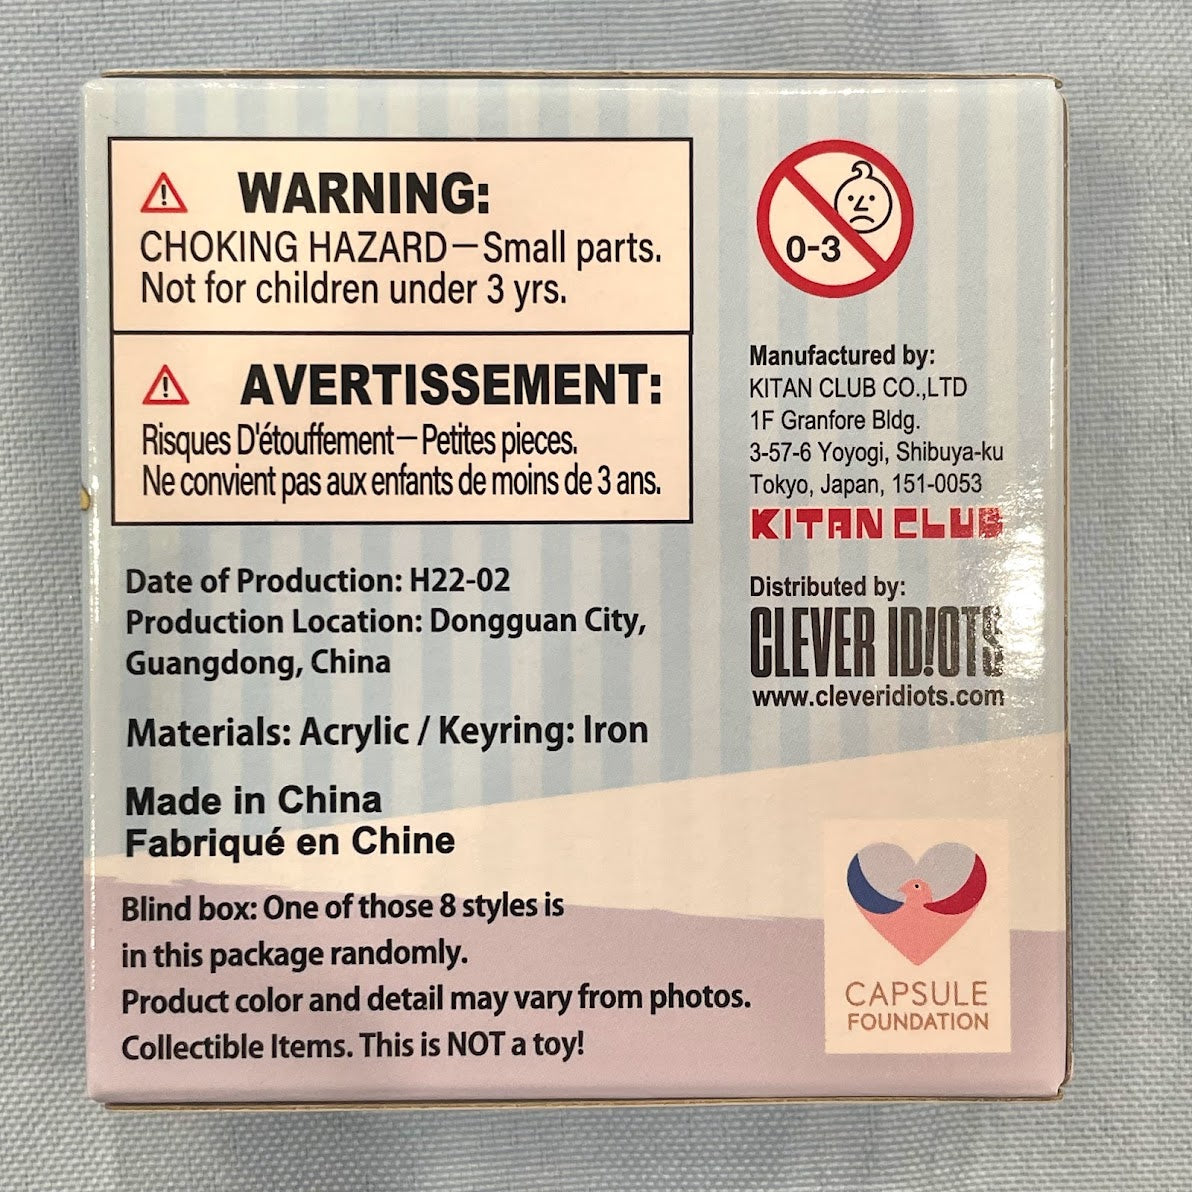 WARNING:
CHOKING HAZARD—Small parts.
Not for children under 3 yrs.
AVERTISSEMENT:
Risques D'étouffement—Petites pieces.
Ne convient pas aux enfants de moins de 3 ans.
Date of Production: H22-02
Production Location: Dongguan City,
Guangdong, China
Materials: Acrylic / Keyring: Iron
Made in China
Fabriqué en Chine
Blind box: One of those 8 styles is
in this package randomly.
Product color and detail may vary from photos.
Collectible Items. This is NOT a toy!
0-3
Manufactured by:
KITAN CLUB CO.,LTD
1F Granfore Bldg.
3-57-6 Yoyogi, Shibuya-ku
Tokyo, Japan, 151-0053
KITAN CLUB
Distributed by:
CLEVER ID!OTS
www.cleveridiots.com
CAPSULE
FOUNDATION